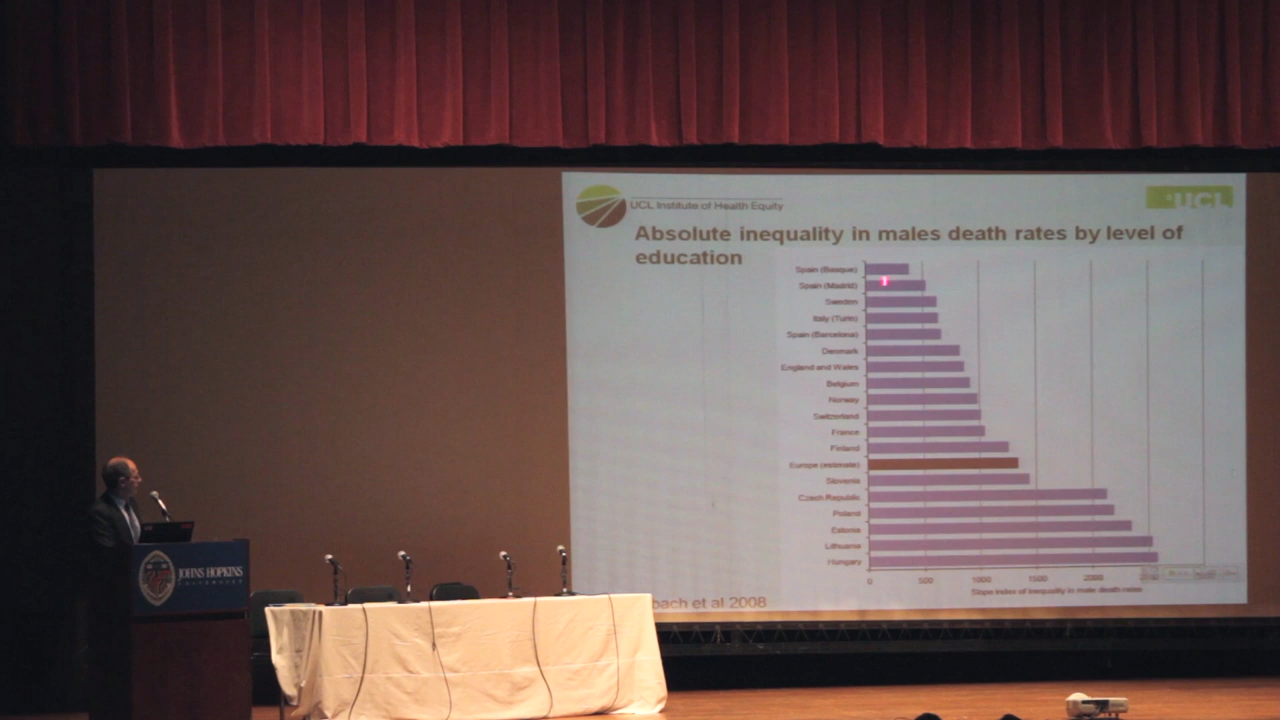 UCL Institute of Health Equity
UCL
Absolute inequality in males death rates by level of
education
Spain (Basque)
Spain (Madrid)
Sweden
Italy (Turin)
Spain (Barcelona)
Denmark
England and Wales
Belgium
Norway
Switzerland
France
Finland
Europe (estimate)
Slovenia
Czech Republic
Poland
Estonia
Lithuania
Hungary
0 500 1000 1500 2000
Slope index of inequality in male death rates
bach et al 2008
JOHNS HOPKINS
UNIVERSITY